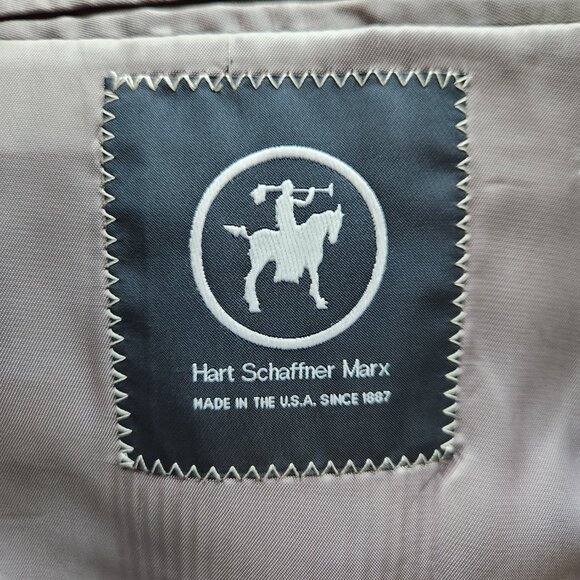 Hart Schaffner Marx
MADE IN THE U.S.A. SINCE 1887